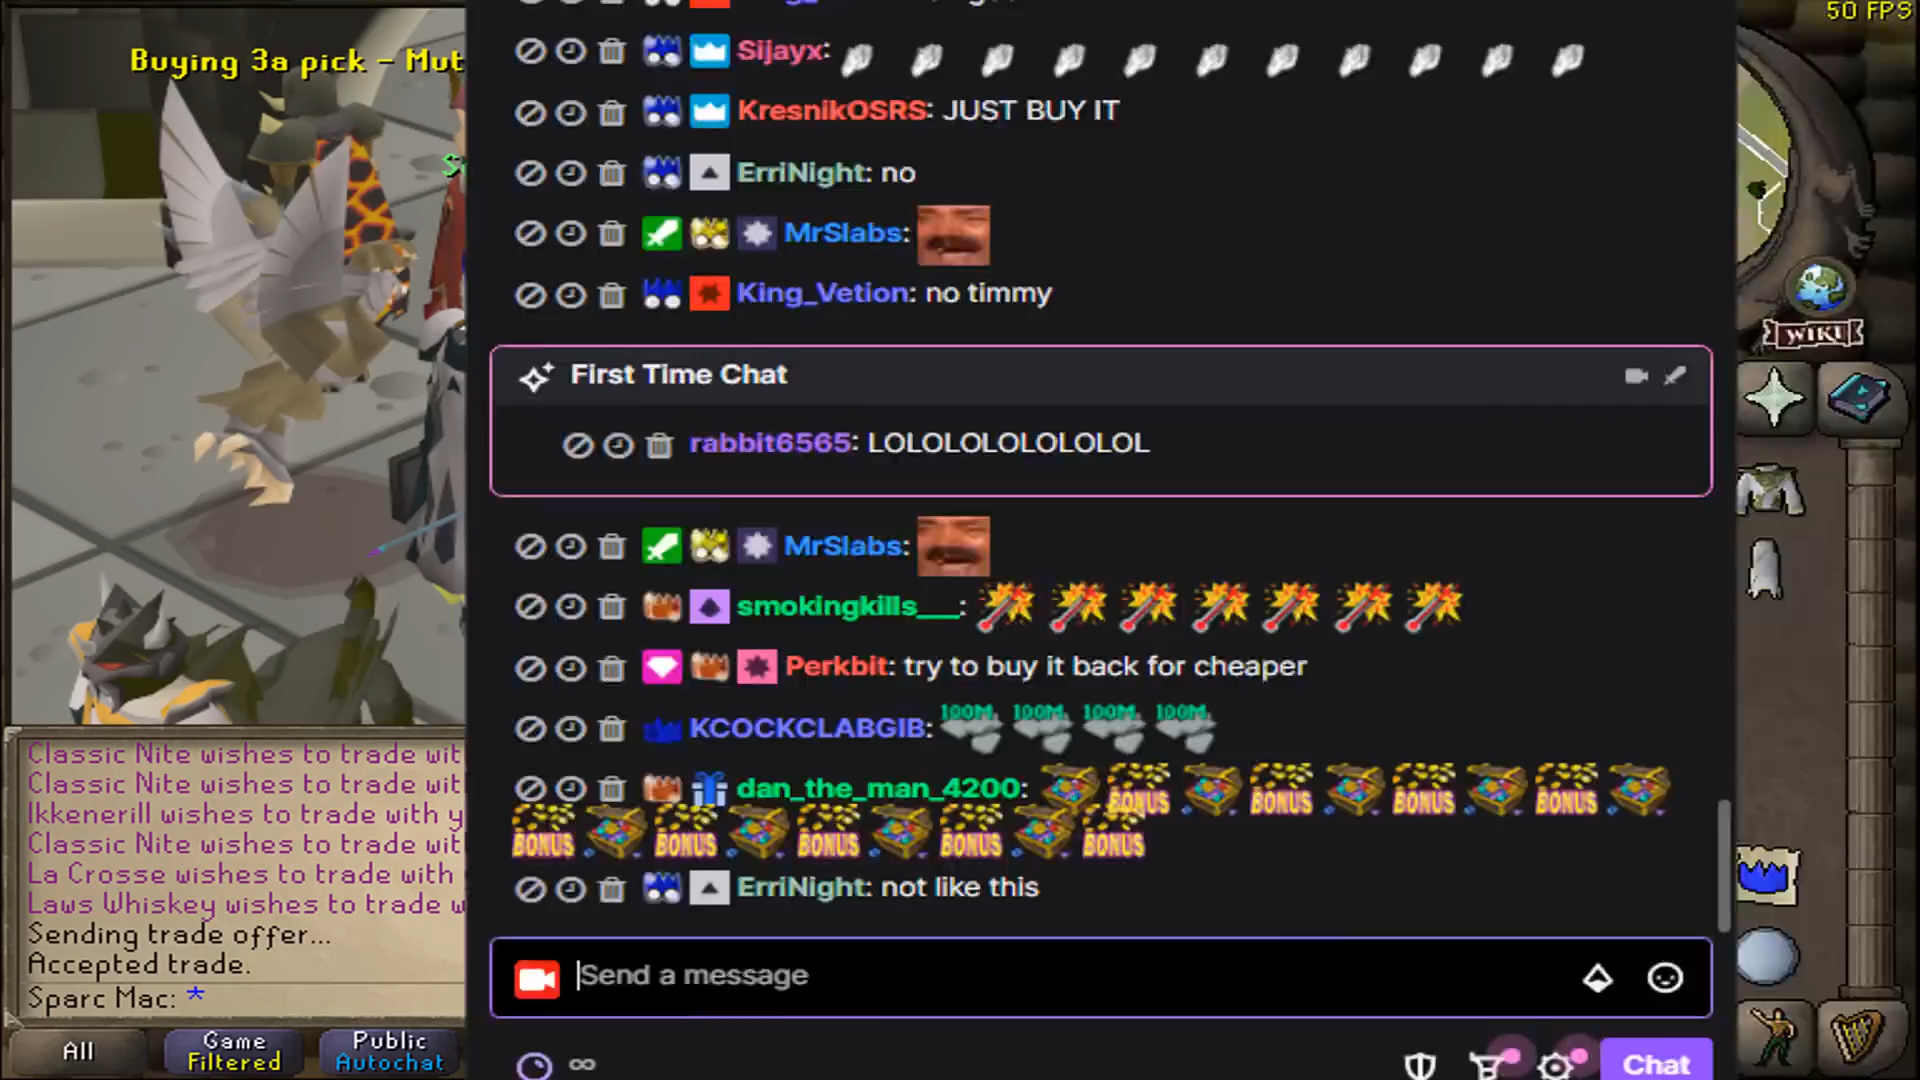 50 FPS
Buying 3a pick - Mut
Sijayx:
KresnikOSRS: JUST BUY IT
ErriNight: no
MrSlabs:
King_Vetion: no timmy
WIKI
First Time Chat
rabbit6565: LOLOLOLOLOLOLOL
MrSlabs:
smokingkills___:
Perkbit: try to buy it back for cheaper
KCOCKCLABGIB: 100M 100M 100M 100M
dan_the_man_4200: BONUS BONUS BONUS BONUS
BONUS BONUS BONUS BONUS BONUS
ErriNight: not like this
Send a message
Chat
Classic Nite wishes to trade wit
Classic Nite wishes to trade wit
Ikkenerill wishes to trade with y
Classic Nite wishes to trade wit
La Crosse wishes to trade with
Laws Whiskey wishes to trade w
Sending trade offer...
Accepted trade.
Sparc Mac: *
All
Game
Filtered
Public
Autochat